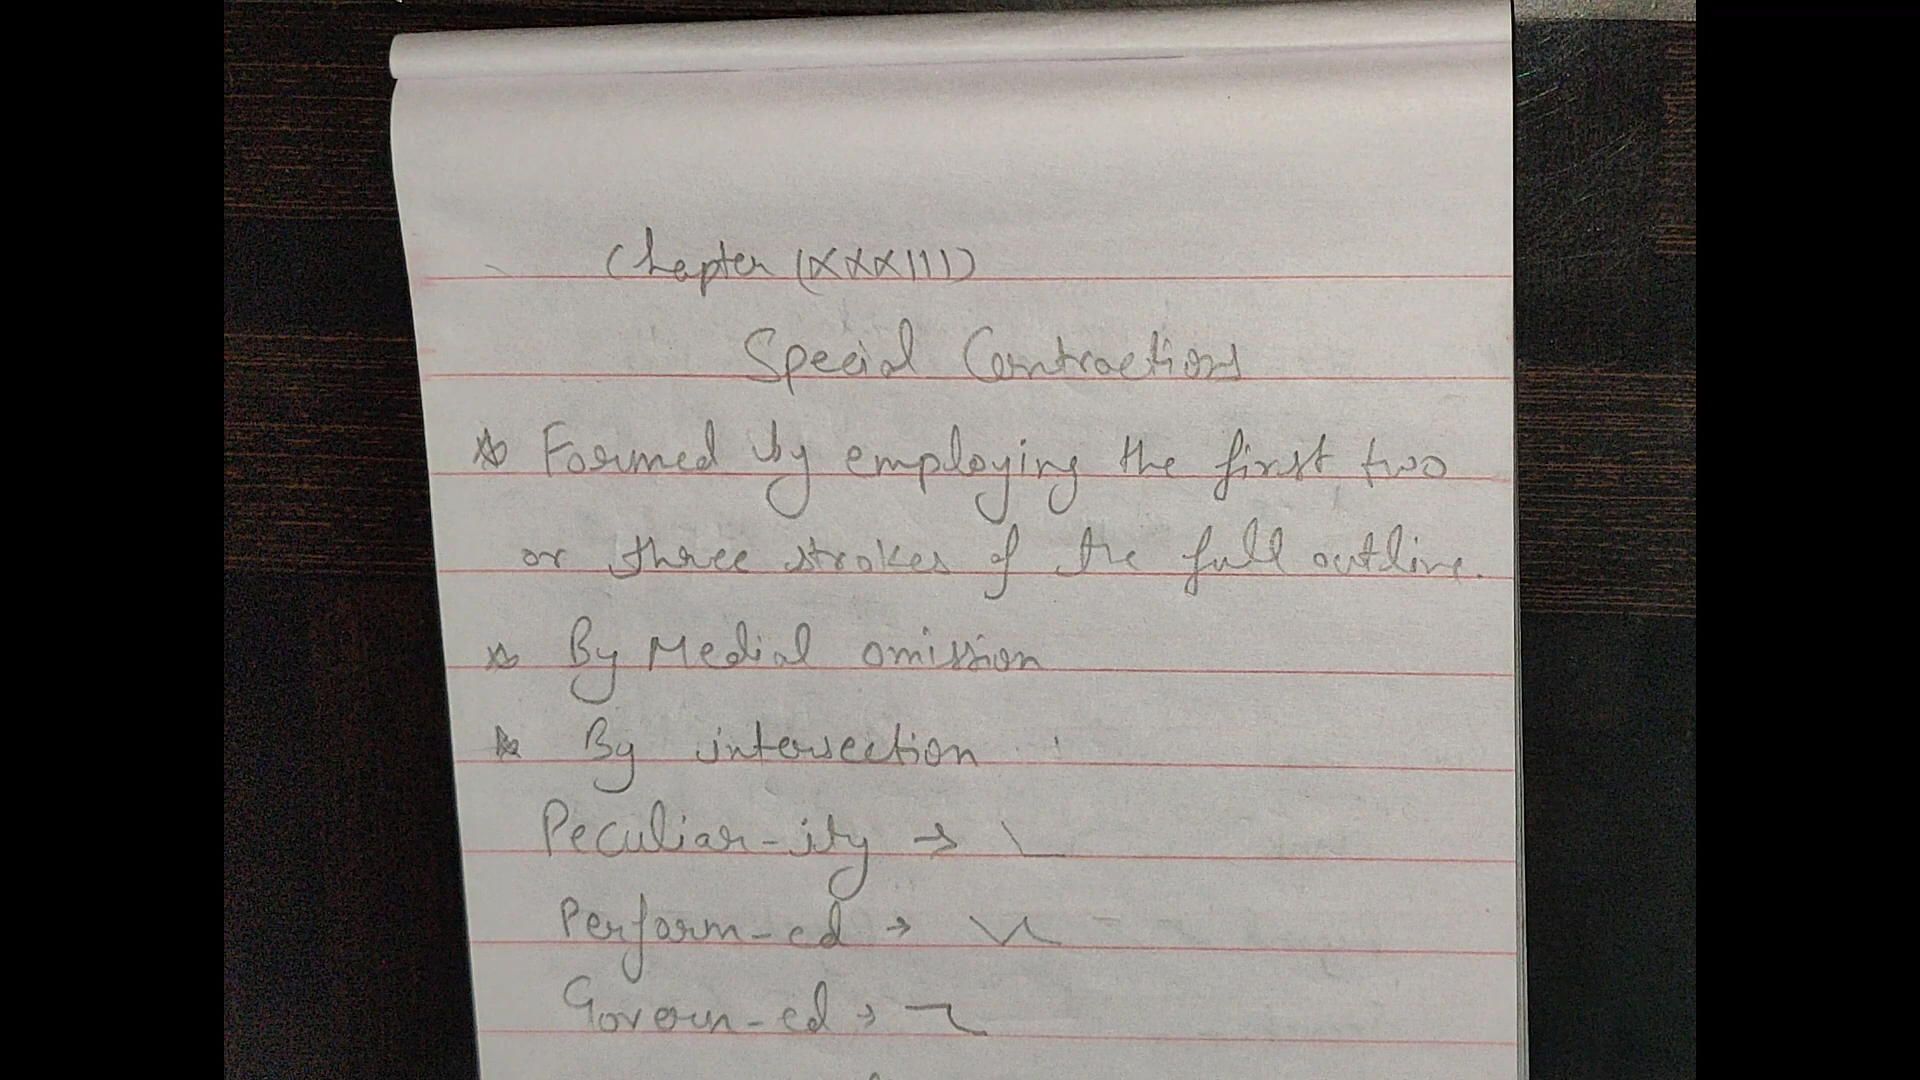 Chapter (XXXIII)
Special Contractions
Formed by employing the first two
or three strokes of the full outline.
By Medial omission
By intersection
Peculiar-ity →
Perform-ed →
Govern-ed →